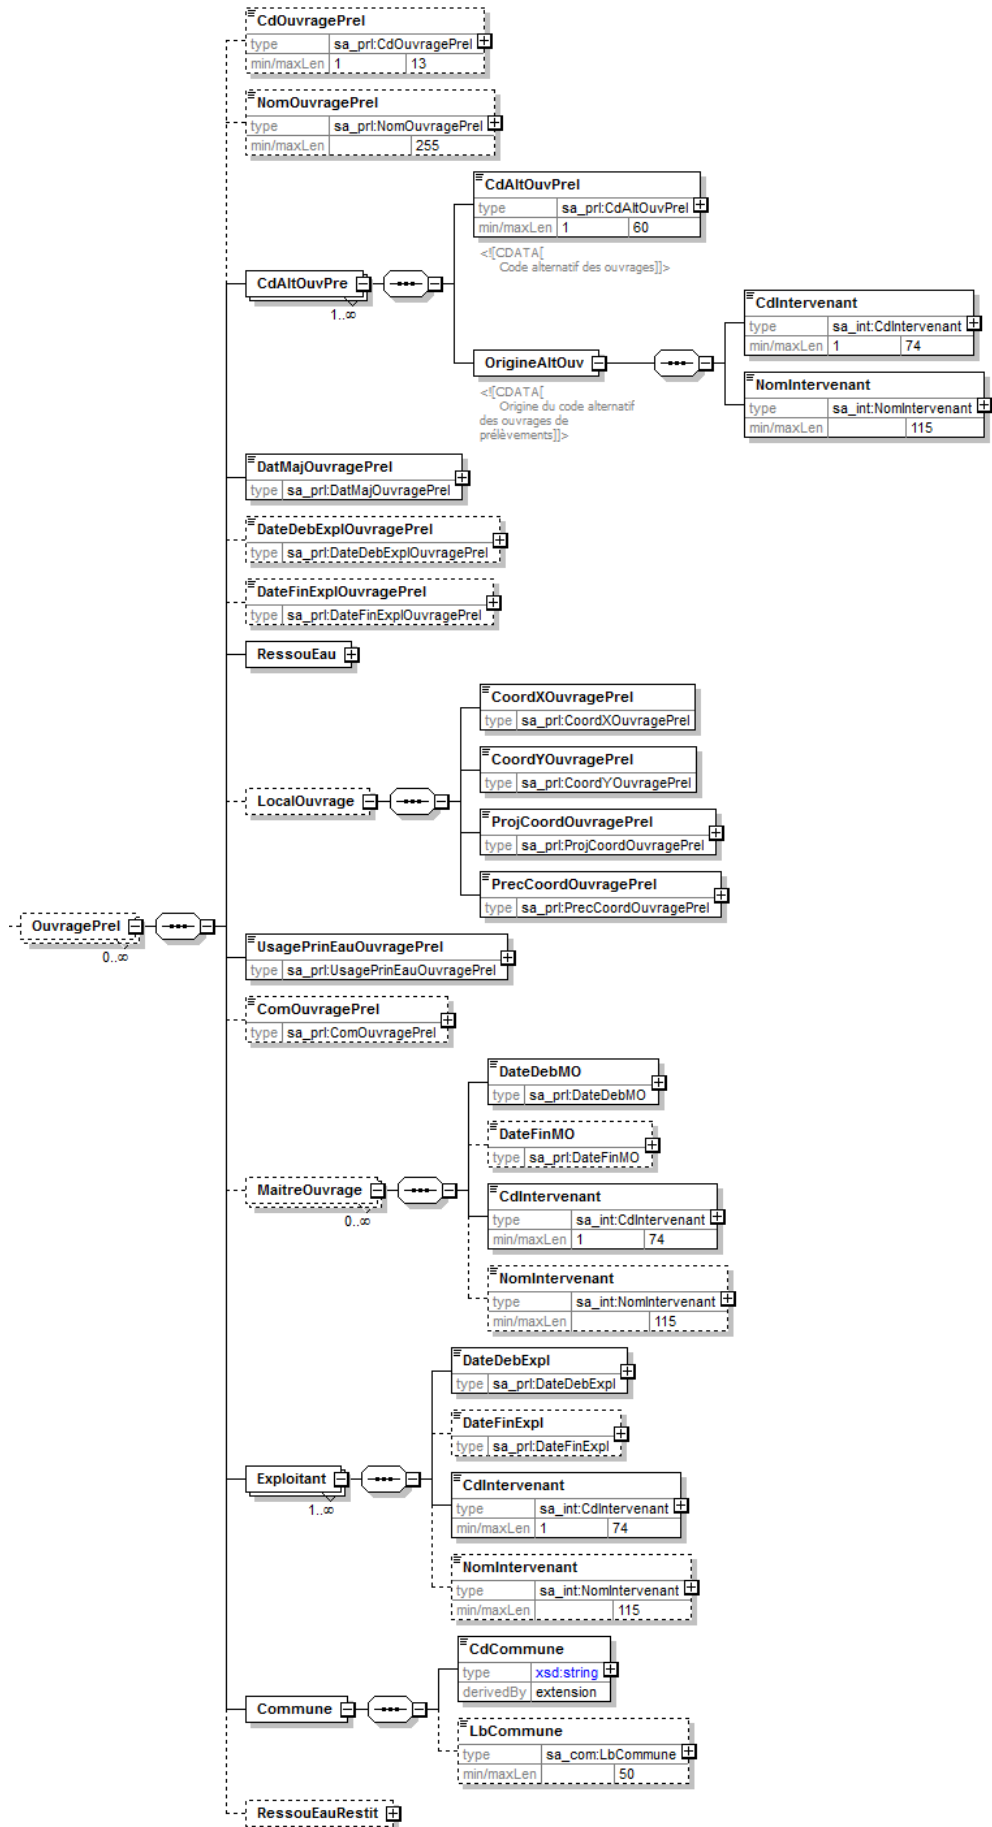 CdOuvragePrel
type sa_prl:CdOuvragePrel
min/maxLen 1 13
NomOuvragePrel
type sa_prl:NomOuvragePrel
min/maxLen 255
CdAltOuvPre
1..∞
CdAltOuvPrel
type sa_prl:CdAltOuvPrel
min/maxLen 1 60
<![CDATA[
Code alternatif des ouvrages]]>
OrigineAltOuv
<![CDATA[
Origine du code alternatif
des ouvrages de
prélèvements]]>
CdIntervenant
type sa_int:CdIntervenant
min/maxLen 1 74
NomIntervenant
type sa_int:NomIntervenant
min/maxLen 115
DatMajOuvragePrel
type sa_prl:DatMajOuvragePrel
DateDebExplOuvragePrel
type sa_prl:DateDebExplOuvragePrel
DateFinExplOuvragePrel
type sa_prl:DateFinExplOuvragePrel
RessouEau
LocalOuvrage
CoordXOuvragePrel
type sa_prl:CoordXOuvragePrel
CoordYOuvragePrel
type sa_prl:CoordYOuvragePrel
ProjCoordOuvragePrel
type sa_prl:ProjCoordOuvragePrel
PrecCoordOuvragePrel
type sa_prl:PrecCoordOuvragePrel
OuvragePrel
0..∞
UsagePrinEauOuvragePrel
type sa_prl:UsagePrinEauOuvragePrel
ComOuvragePrel
type sa_prl:ComOuvragePrel
MaitreOuvrage
0..∞
DateDebMO
type sa_prl:DateDebMO
DateFinMO
type sa_prl:DateFinMO
CdIntervenant
type sa_int:CdIntervenant
min/maxLen 1 74
NomIntervenant
type sa_int:NomIntervenant
min/maxLen 115
Exploitant
1..∞
DateDebExpl
type sa_prl:DateDebExpl
DateFinExpl
type sa_prl:DateFinExpl
CdIntervenant
type sa_int:CdIntervenant
min/maxLen 1 74
NomIntervenant
type sa_int:NomIntervenant
min/maxLen 115
Commune
CdCommune
type xsd:string
derivedBy extension
LbCommune
type sa_com:LbCommune
min/maxLen 50
RessouEauRestit